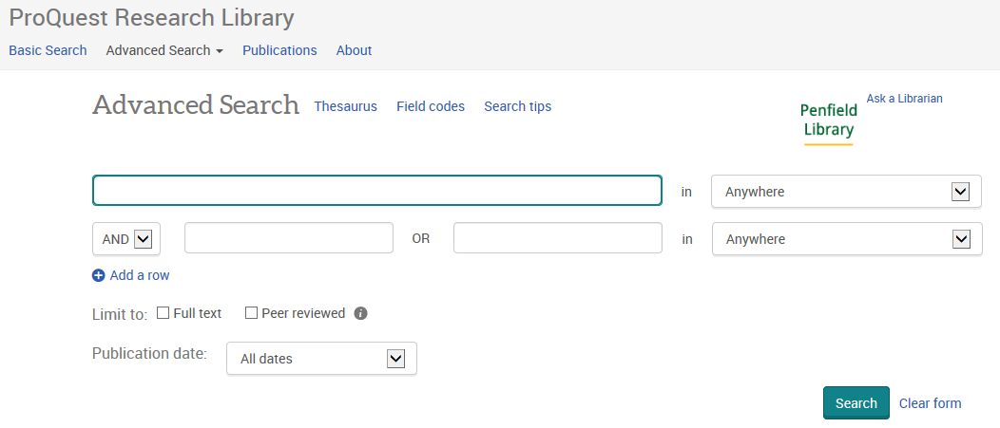 ProQuest Research Library
Basic Search Advanced Search Publications About
Advanced Search Thesaurus Field codes Search tips
Ask a Librarian
Penfield
Library
in Anywhere
AND OR in Anywhere
Add a row
Limit to: Full text Peer reviewed i
Publication date: All dates
Search Clear form